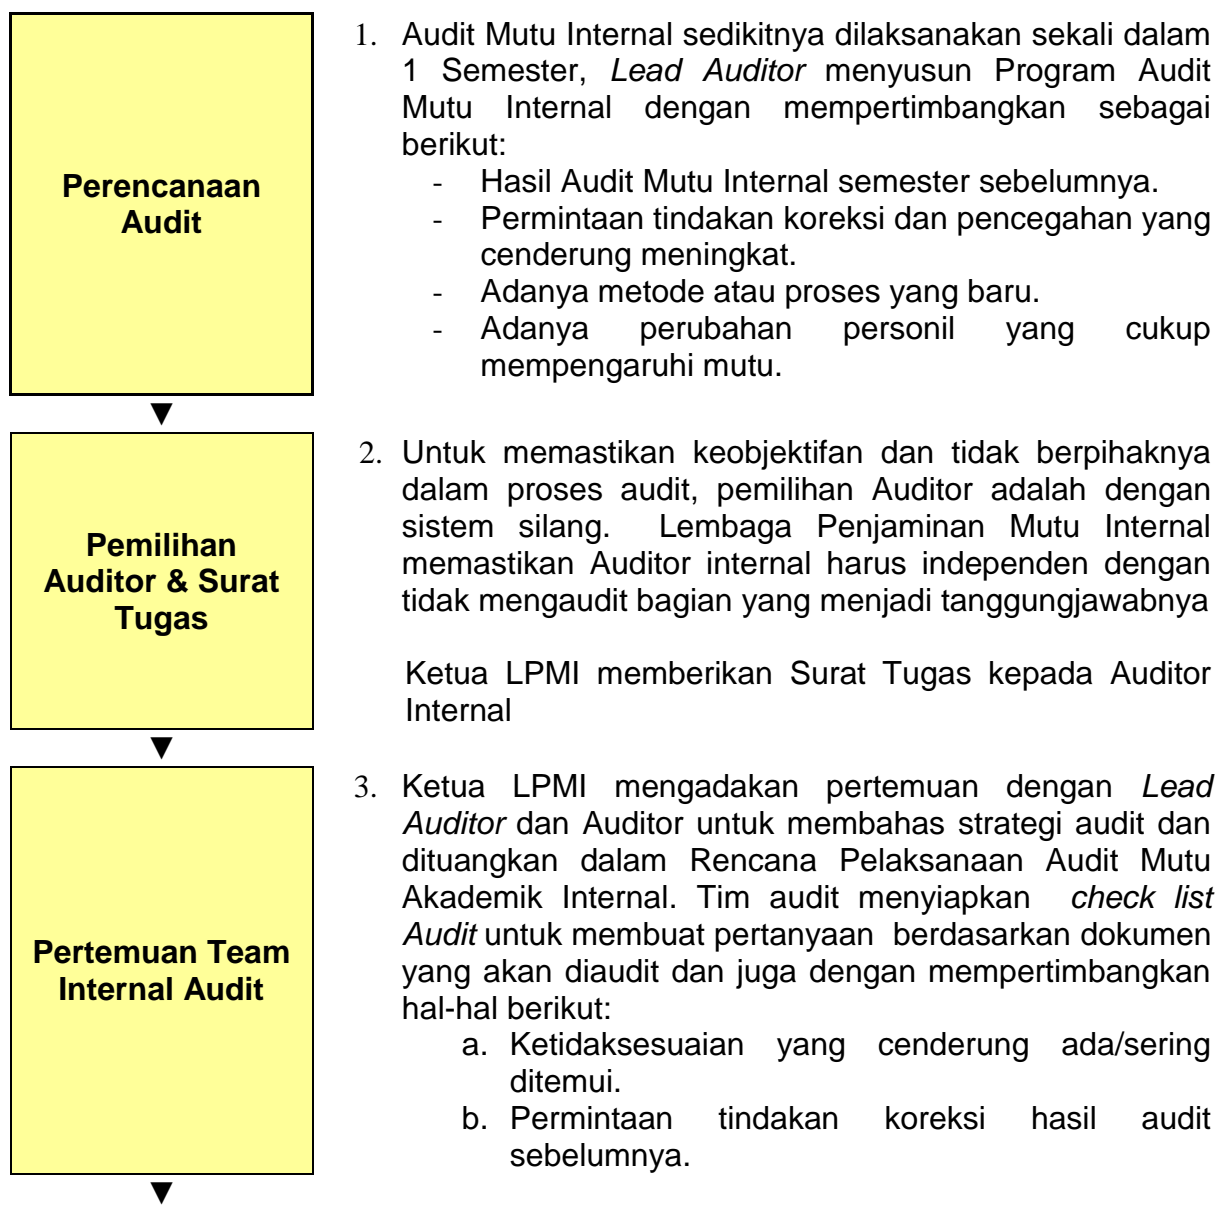 Perencanaan
Audit
1. Audit Mutu Internal sedikitnya dilaksanakan sekali dalam
1 Semester, Lead Auditor menyusun Program Audit
Mutu Internal dengan mempertimbangkan sebagai
berikut:
- Hasil Audit Mutu Internal semester sebelumnya.
- Permintaan tindakan koreksi dan pencegahan yang
cenderung meningkat.
- Adanya metode atau proses yang baru.
- Adanya perubahan personil yang cukup
mempengaruhi mutu.
▼
Pemilihan
Auditor & Surat
Tugas
2. Untuk memastikan keobjektifan dan tidak berpihaknya
dalam proses audit, pemilihan Auditor adalah dengan
sistem silang. Lembaga Penjaminan Mutu Internal
memastikan Auditor internal harus independen dengan
tidak mengaudit bagian yang menjadi tanggungjawabnya
Ketua LPMI memberikan Surat Tugas kepada Auditor
Internal
▼
Pertemuan Team
Internal Audit
3. Ketua LPMI mengadakan pertemuan dengan Lead
Auditor dan Auditor untuk membahas strategi audit dan
dituangkan dalam Rencana Pelaksanaan Audit Mutu
Akademik Internal. Tim audit menyiapkan check list
Audit untuk membuat pertanyaan berdasarkan dokumen
yang akan diaudit dan juga dengan mempertimbangkan
hal-hal berikut:
a. Ketidaksesuaian yang cenderung ada/sering
ditemui.
b. Permintaan tindakan koreksi hasil audit
sebelumnya.
▼